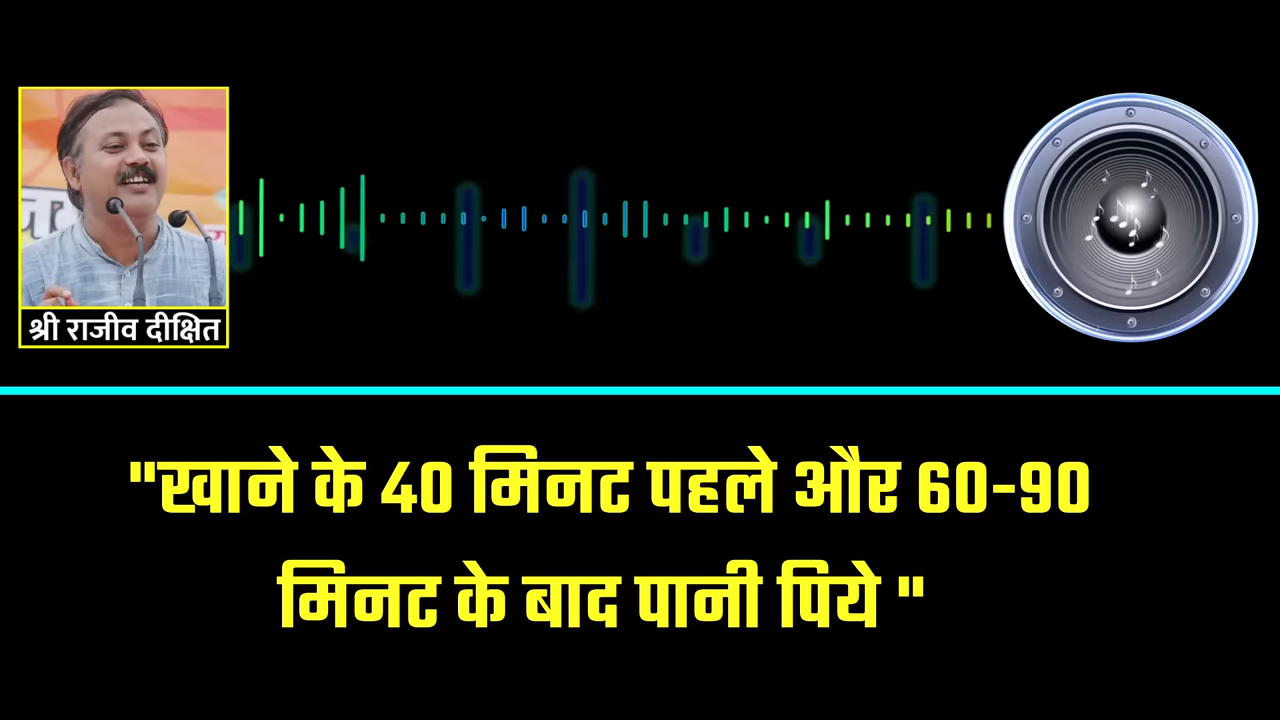 श्री राजीव दीक्षित
"खाने के 40 मिनट पहले और 60-90
मिनट के बाद पानी पिये "